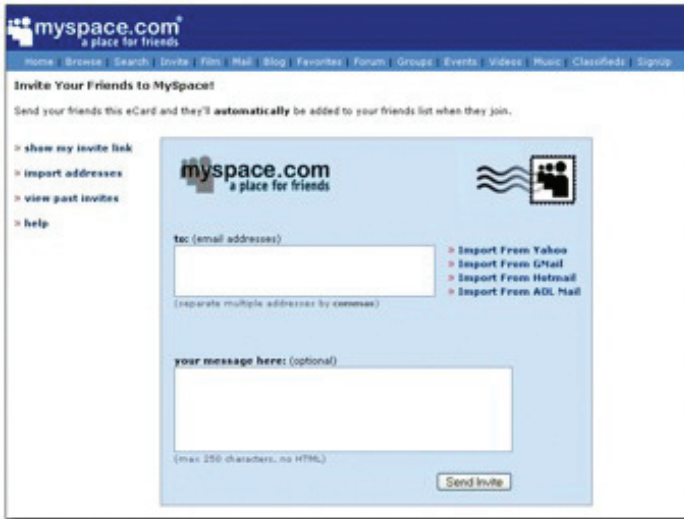 myspace.com
a place for friends
Home | Browse | Search | Invite | Film | Mail | Blog | Favorites | Forum | Groups | Events | Videos | Music | Classifieds | SignUp
Invite Your Friends to MySpace!
Send your friends this eCard and they'll automatically be added to your friends list when they join.
» show my invite link
» import addresses
» view past invites
» help
myspace.com
a place for friends
to: (email addresses)
» Import From Yahoo
» Import From GMail
» Import From Hotmail
» Import From AOL Mail
(separate multiple addresses by commas)
your message here: (optional)
(max 250 characters, no HTML)
Send Invite